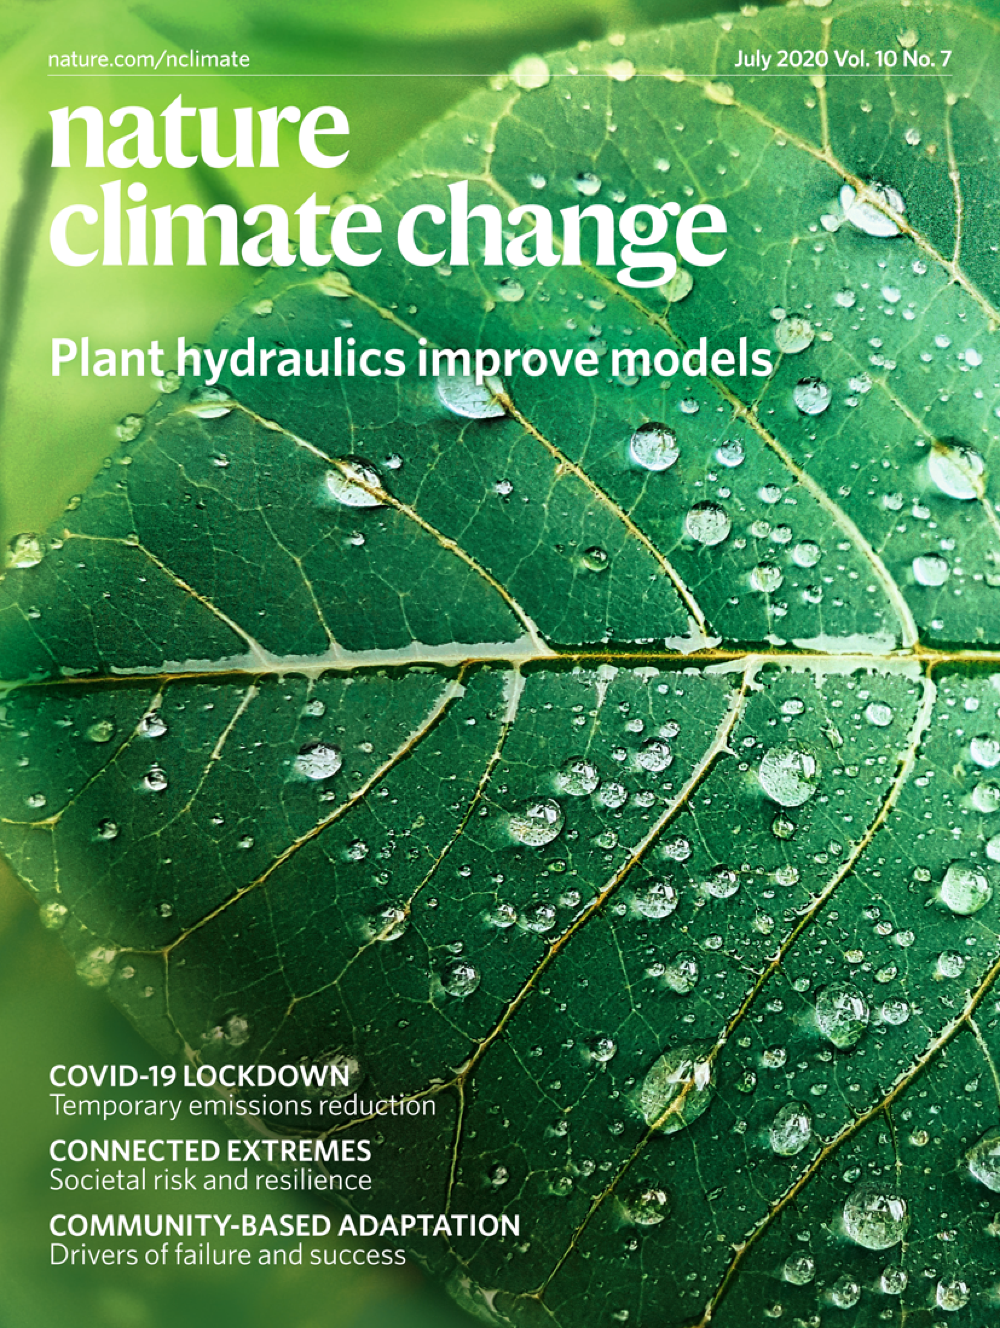 nature.com/nclimate
July 2020 Vol. 10 No. 7
nature
climate change
Plant hydraulics improve models
COVID-19 LOCKDOWN
Temporary emissions reduction
CONNECTED EXTREMES
Societal risk and resilience
COMMUNITY-BASED ADAPTATION
Drivers of failure and success